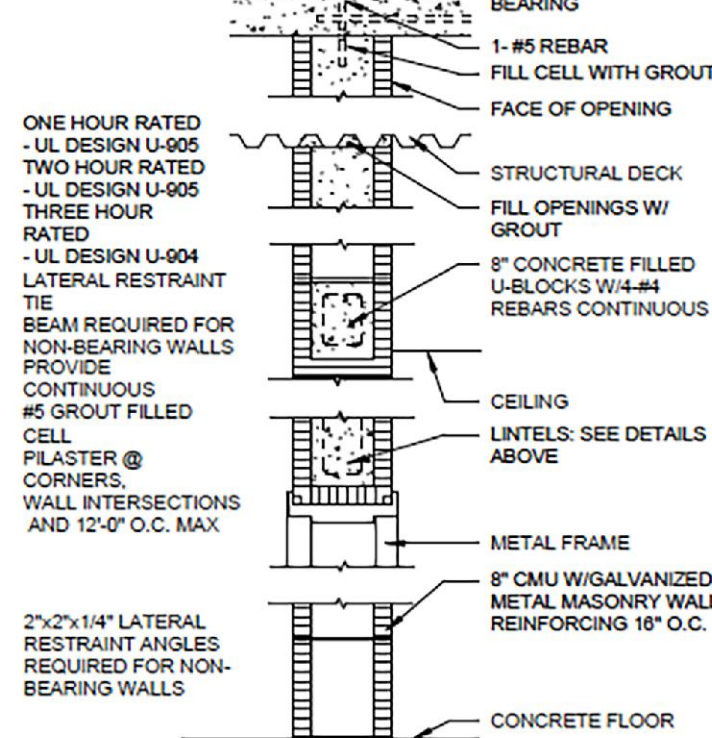 BEARING
1- #5 REBAR
FILL CELL WITH GROUT
FACE OF OPENING
STRUCTURAL DECK
FILL OPENINGS W/
GROUT
8" CONCRETE FILLED
U-BLOCKS W/4-#4
REBARS CONTINUOUS
CEILING
LINTELS: SEE DETAILS
ABOVE
METAL FRAME
8" CMU W/GALVANIZED
METAL MASONRY WALL
REINFORCING 16" O.C.
CONCRETE FLOOR
ONE HOUR RATED
- UL DESIGN U-905
TWO HOUR RATED
- UL DESIGN U-905
THREE HOUR
RATED
- UL DESIGN U-904
LATERAL RESTRAINT
TIE
BEAM REQUIRED FOR
NON-BEARING WALLS
PROVIDE
CONTINUOUS
#5 GROUT FILLED
CELL
PILASTER @
CORNERS,
WALL INTERSECTIONS
AND 12'-0" O.C. MAX
2"x2"x1/4" LATERAL
RESTRAINT ANGLES
REQUIRED FOR NON-
BEARING WALLS